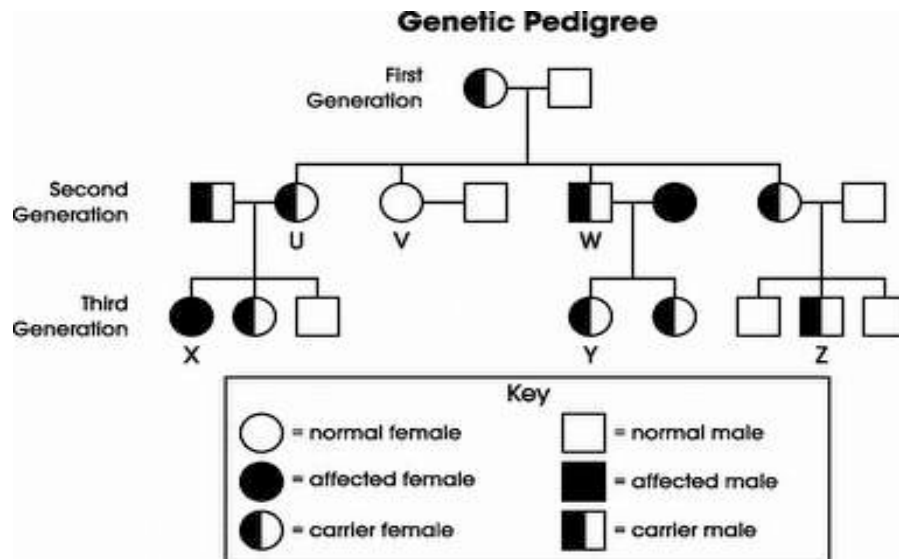 Genetic Pedigree
First
Generation
Second
Generation
U V W
Third
Generation
X Y Z
Key
= normal female = normal male
= affected female = affected male
= carrier female = carrier male